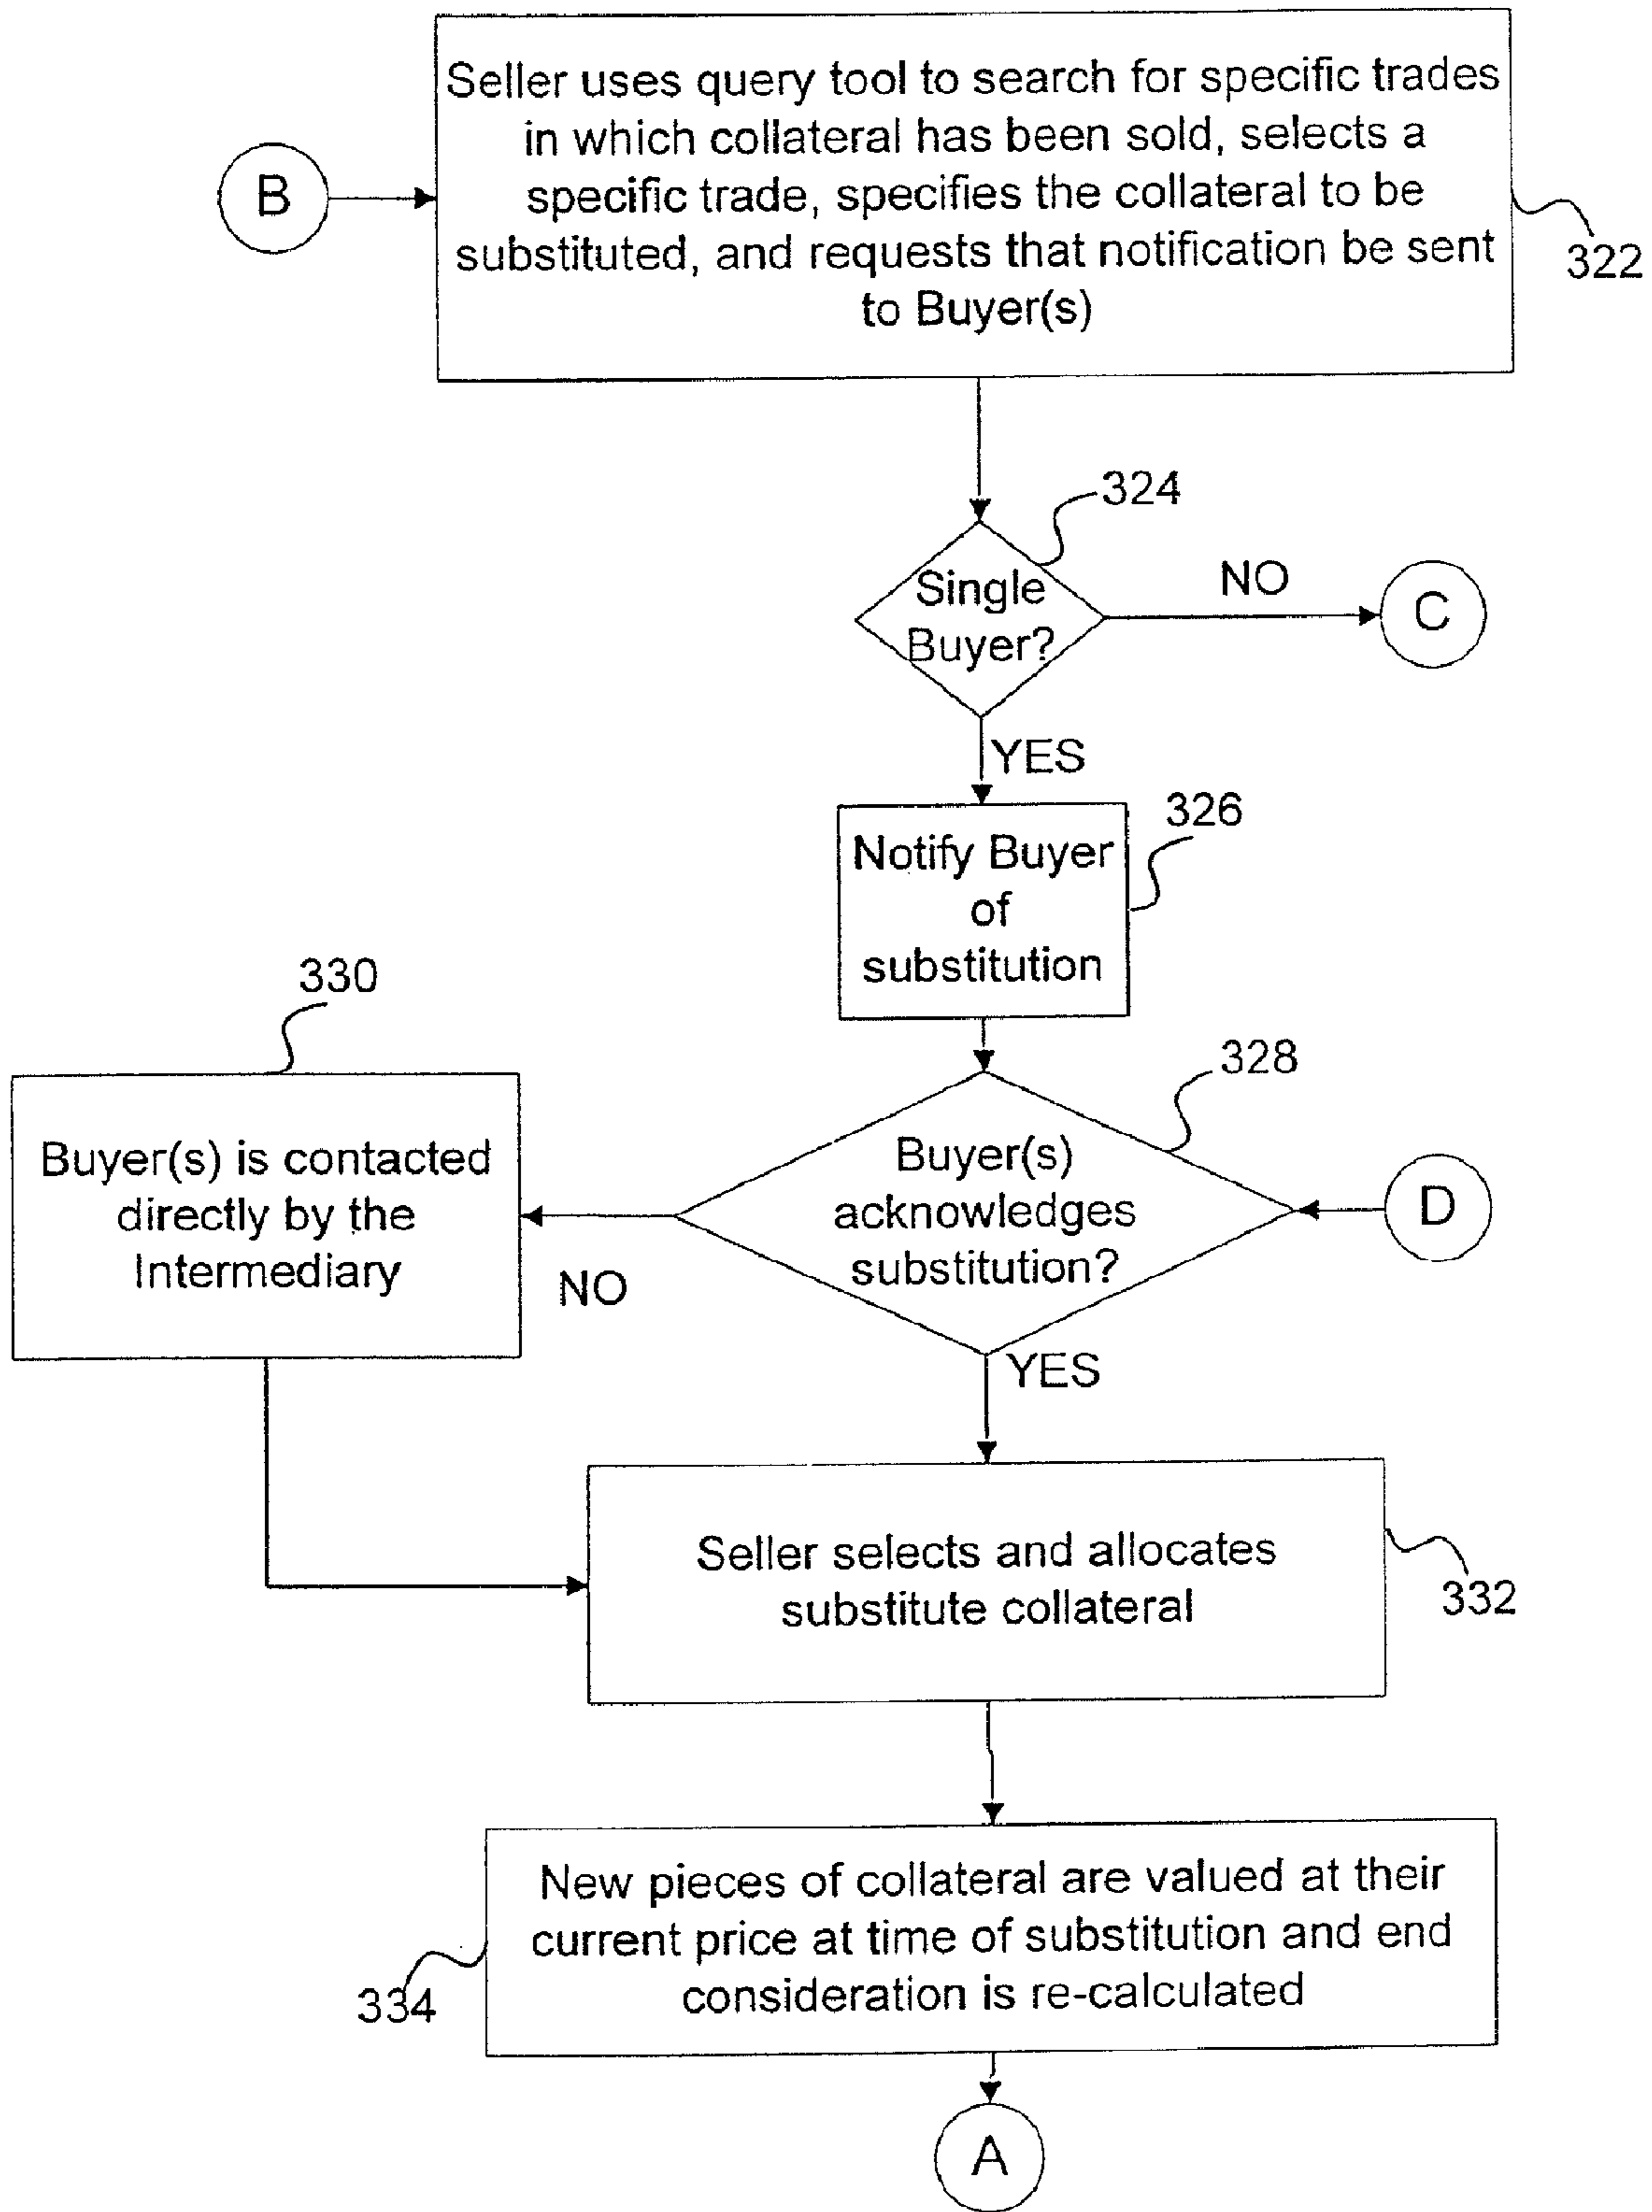 Seller uses query tool to search for specific trades
in which collateral has been sold, selects a
B
specific trade, specifies the collateral to be
substituted, and requests that notification be sent
322
to Buyer(s)
324
Single
Buyer?
NO
C
YES
326
Notify Buyer
of
substitution
330
328
Buyer(s) is contacted
directly by the
Intermediary
NO
Buyer(s)
acknowledges
substitution?
D
YES
Seller selects and allocates
substitute collateral
332
New pieces of collateral are valued at their
current price at time of substitution and end
consideration is re-calculated
334
A